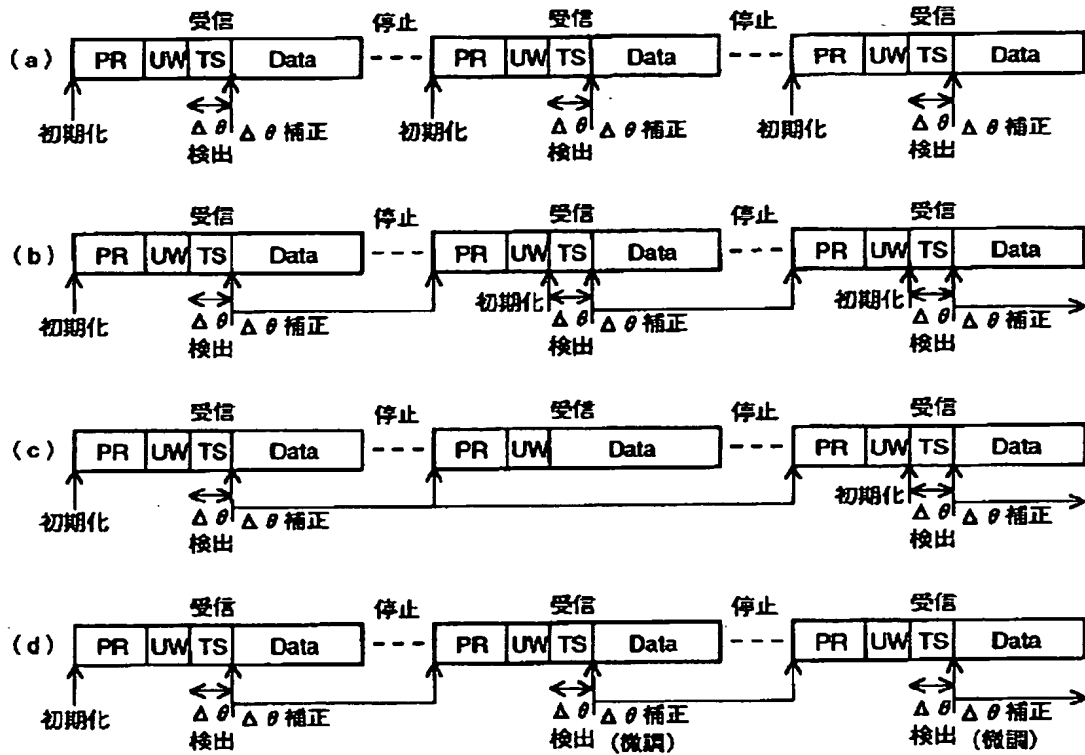 受信 停止 受信 停止 受信
(a) PR UW TS Data PR UW TS Data PR UW TS Data
初期化 Δθ Δθ補正 初期化 Δθ Δθ補正 初期化 Δθ Δθ補正
検出 検出 検出
受信 停止 受信 停止 受信
(b) PR UW TS Data PR UW TS Data PR UW TS Data
初期化 Δθ Δθ補正 初期化 Δθ Δθ補正 初期化 Δθ Δθ補正
検出 検出 検出
受信 停止 受信 停止 受信
(c) PR UW TS Data PR UW Data PR UW TS Data
初期化 Δθ Δθ補正 初期化 Δθ Δθ補正
検出 検出
受信 停止 受信 停止 受信
(d) PR UW TS Data PR UW TS Data PR UW TS Data
初期化 Δθ Δθ補正 Δθ Δθ補正 Δθ Δθ補正
検出 検出 (微調) 検出 (微調)